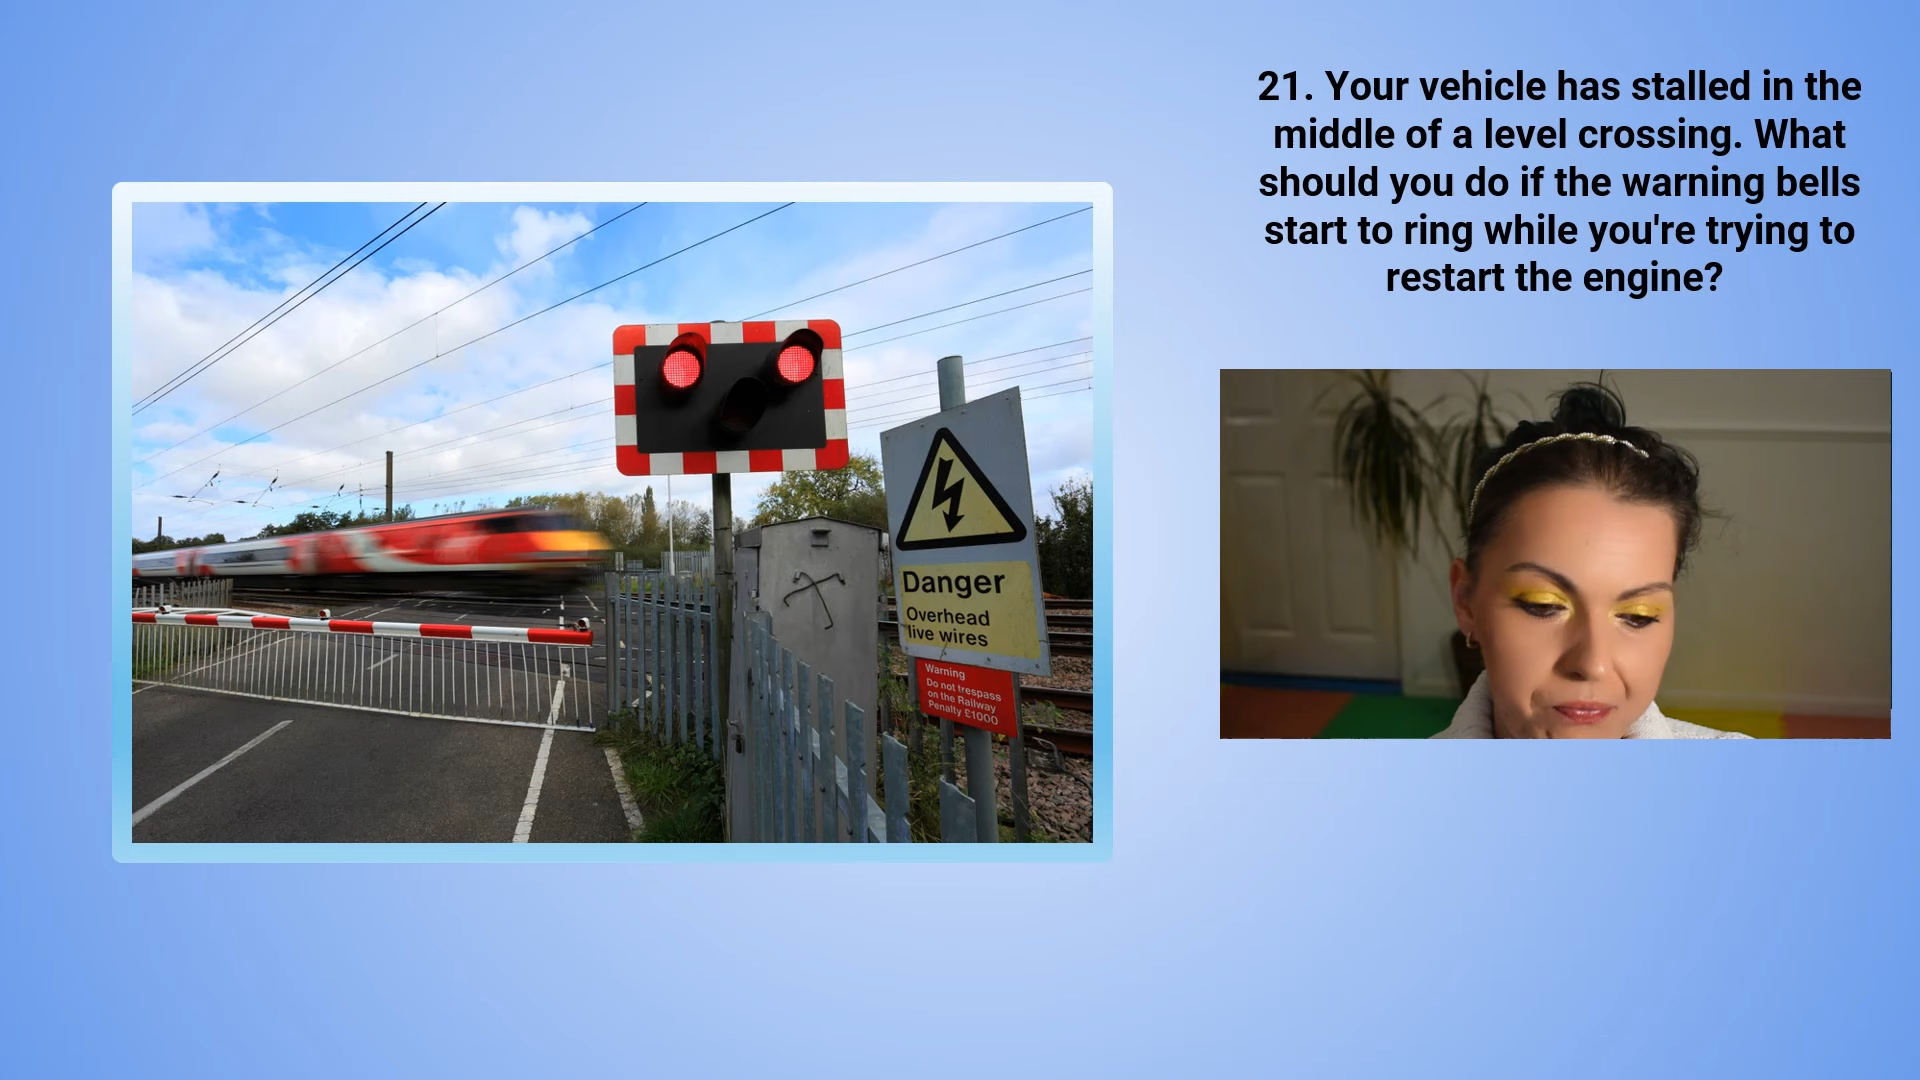 21. Your vehicle has stalled in the
middle of a level crossing. What
should you do if the warning bells
start to ring while you're trying to
restart the engine?
Danger
Overhead
live wires
Warning
Do not trespass
on the Railway
Penalty £1000